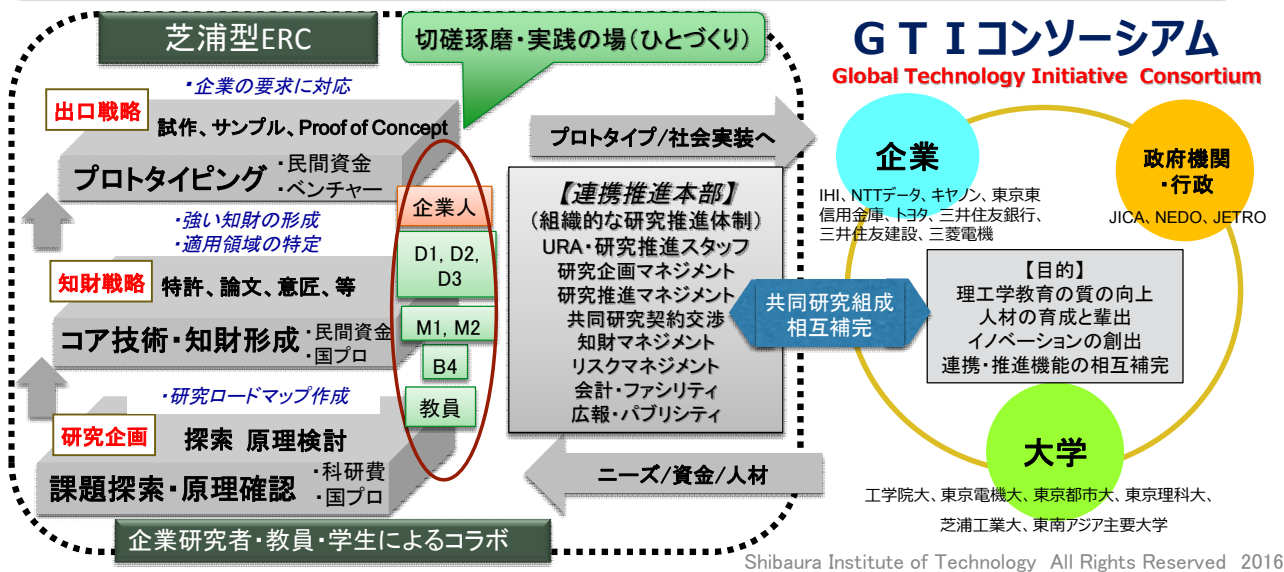 芝浦型ERC
切磋琢磨・実践の場(ひとづくり)
・企業の要求に対応
出口戦略
試作、サンプル、Proof of Concept
プロトタイピング
・民間資金
・ベンチャー
・強い知財の形成
・適用領域の特定
知財戦略
特許、論文、意匠、等
コア技術・知財形成
・民間資金
・国プロ
・研究ロードマップ作成
研究企画
探索 原理検討
課題探索・原理確認
・科研費
・国プロ
企業人
D1, D2,
D3
M1, M2
B4
教員
企業研究者・教員・学生によるコラボ
プロトタイプ/社会実装へ
【連携推進本部】
(組織的な研究推進体制)
URA・研究推進スタッフ
研究企画マネジメント
研究推進マネジメント
共同研究契約交渉
知財マネジメント
リスクマネジメント
会計・ファシリティ
広報・パブリシティ
ニーズ/資金/人材
共同研究組成
相互補完
GTIコンソーシアム
Global Technology Initiative Consortium
企業
IHI、NTTデータ、キヤノン、東京東
信用金庫、トヨタ、三井住友銀行、
三井住友建設、三菱電機
政府機関
・行政
JICA、NEDO、JETRO
【目的】
理工学教育の質の向上
人材の育成と輩出
イノベーションの創出
連携・推進機能の相互補完
大学
工学院大、東京電機大、東京都市大、東京理科大、
芝浦工業大、東南アジア主要大学
Shibaura Institute of Technology All Rights Reserved 2016